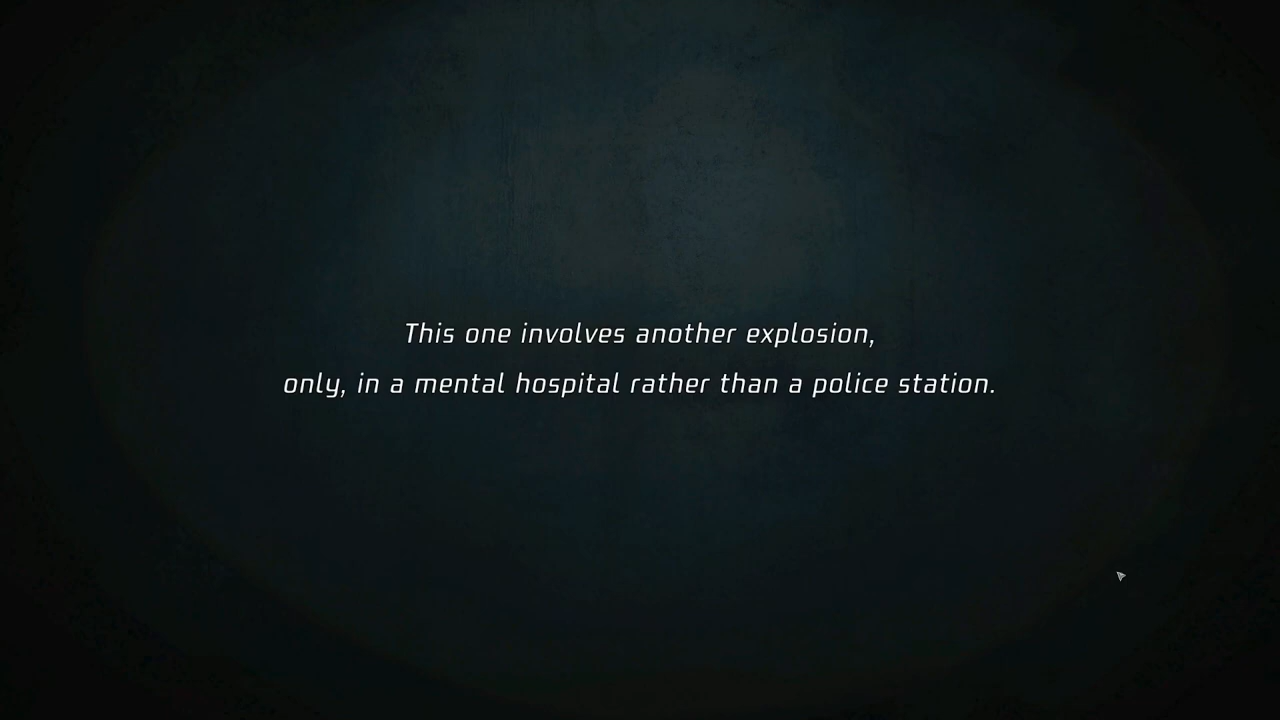 This one involves another explosion,
only, in a mental hospital rather than a police station.